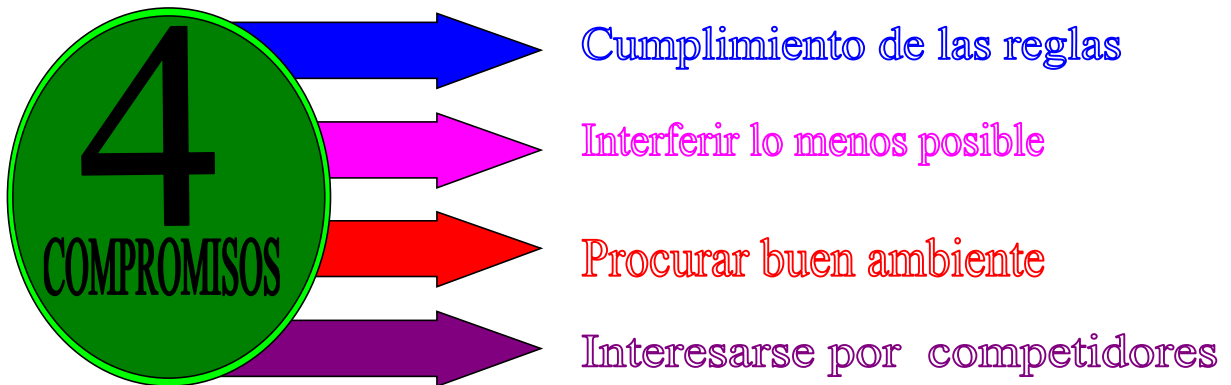 4
COMPROMISOS
Cumplimiento de las reglas
Interferir lo menos posible
Procurar buen ambiente
Interesarse por competidores